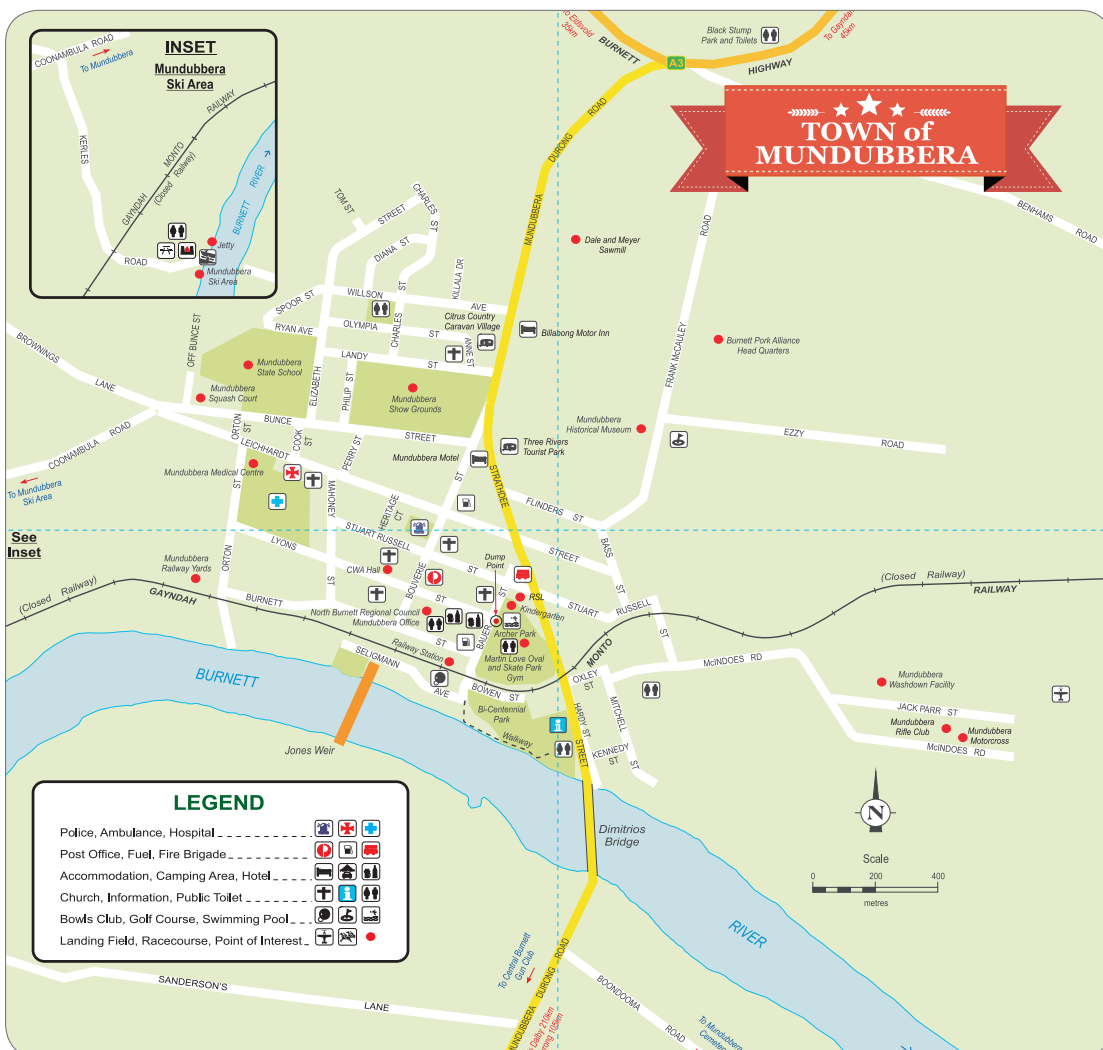 INSET
Mundubbera
Ski Area
COONAMBULA ROAD
To Mundubbera
KERLES
ROAD
GAYNDAH
MONTO
RAILWAY
(Closed Railway)
BURNETT
RIVER
Jetty
Mundubbera
Ski Area
To Eidsvold
35km
BURNETT
HIGHWAY
A3
Black Stump
Park and Toilets
To Gayndah
45km
TOWN of
MUNDUBBERA
BENHAMS
ROAD
MUNDUBBERA
DURONG
ROAD
Dale and Meyer
Sawmill
FRANK McCAULEY
ROAD
Burnett Pork Alliance
Head Quarters
TOM ST
STREET
CHARLES
ST
DIANA ST
KILLALA DR
SPOOR ST
WILLSON
AVE
RYAN AVE
OLYMPIA
ST
CHARLES
ST
Citrus Country
Caravan Village
Billabong Motor Inn
ANNE ST
LANDY
ST
OFF BUNCE ST
ELIZABETH
PHILIP ST
Mundubbera
State School
Mundubbera
Squash Court
Mundubbera
Show Grounds
BROWNINGS
LANE
COONAMBULA ROAD
To Mundubbera
Ski Area
BUNCE
STREET
ORTON
ST
LEICHHARDT
COOK
ST
PERRY ST
Mundubbera Motel
Three Rivers
Tourist Park
Mundubbera
Historical Museum
EZZY
ROAD
Mundubbera Medical Centre
MAHONEY
ST
HERITAGE
CT
ST
STRATHDEE
FLINDERS ST
See
Inset
LYONS
STUART RUSSELL
STREET
BASS
ST
ORTON
ST
Mundubbera
Railway Yards
CWA Hall
BOUVERIE
Dump
Point
ST
ST
RSL
Kindergarten
STUART
RUSSELL
ST
(Closed Railway)
GAYNDAH
BURNETT
ST
North Burnett Regional Council
Mundubbera Office
BAUER
Archer Park
Martin Love Oval
and Skate Park
Gym
Railway Station
MONTO
(Closed Railway)
RAILWAY
SELIGMANN
AVE
BOWEN ST
OXLEY
ST
McINDOES RD
Mundubbera
Washdown Facility
JACK PARR ST
Mundubbera
Rifle Club
Mundubbera
Motorcross
McINDOES RD
BURNETT
Bi-Centennial
Park
Walkway
HARDY ST
STREET
MITCHELL
ST
KENNEDY
ST
Jones Weir
Dimitrios
Bridge
N
Scale
0 200 400
metres
LEGEND
Police, Ambulance, Hospital
Post Office, Fuel, Fire Brigade
Accommodation, Camping Area, Hotel
Church, Information, Public Toilet
Bowls Club, Golf Course, Swimming Pool
Landing Field, Racecourse, Point of Interest
RIVER
SANDERSON'S
LANE
To Central Burnett
Gun Club
MUNDUBBERA DURONG ROAD
To Dalby 210km
BOONDOOMA
ROAD
To Mundubbera